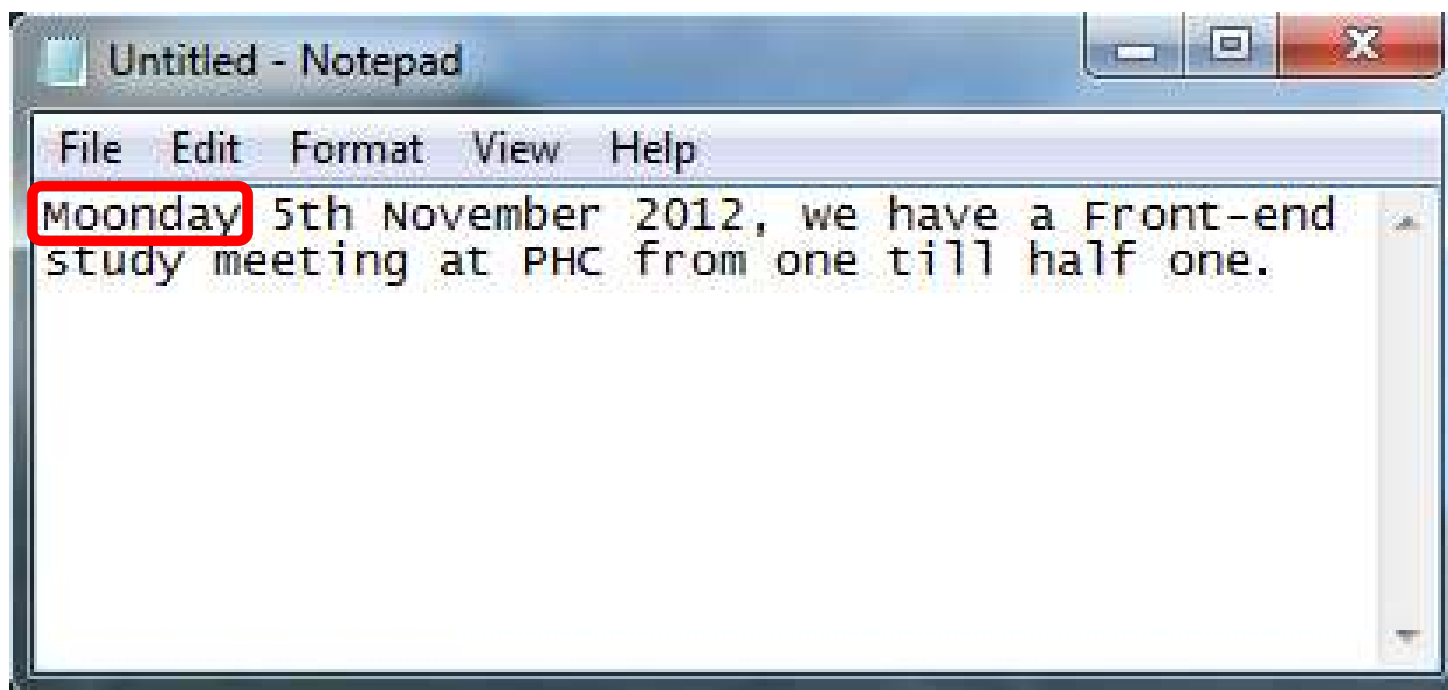 Untitled - Notepad
File Edit Format View Help
Moonday 5th November 2012, we have a Front-end
study meeting at PHC from one till half one.